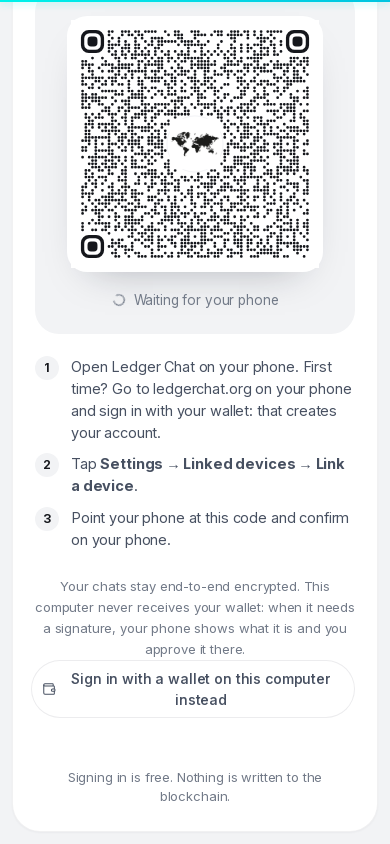 Waiting for your phone
1 Open Ledger Chat on your phone. First
time? Go to ledgerchat.org on your phone
and sign in with your wallet: that creates
your account.
2 Tap Settings → Linked devices → Link
a device.
3 Point your phone at this code and confirm
on your phone.
Your chats stay end-to-end encrypted. This
computer never receives your wallet: when it needs
a signature, your phone shows what it is and you
approve it there.
Sign in with a wallet on this computer
instead
Signing in is free. Nothing is written to the
blockchain.